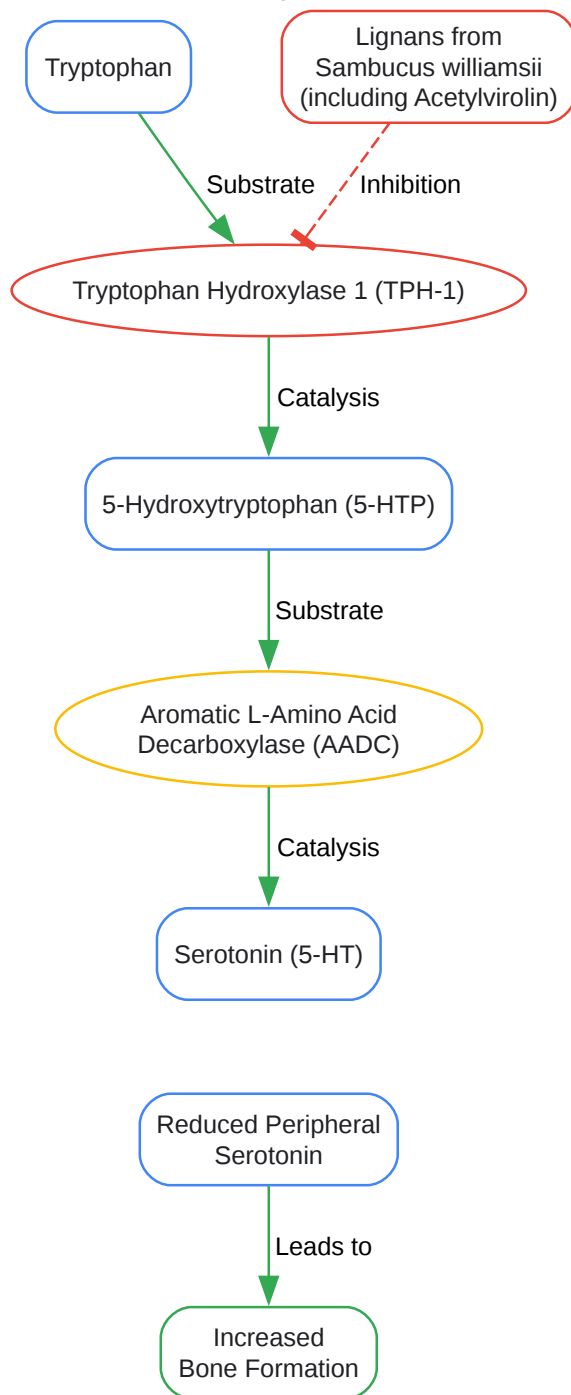 Tryptophan
Lignans from
Sambucus williamsii
(including Acetylvirolin)
Substrate
Inhibition
Tryptophan Hydroxylase 1 (TPH-1)
Catalysis
5-Hydroxytryptophan (5-HTP)
Substrate
Aromatic L-Amino Acid
Decarboxylase (AADC)
Catalysis
Serotonin (5-HT)
Reduced Peripheral
Serotonin
Leads to
Increased
Bone Formation